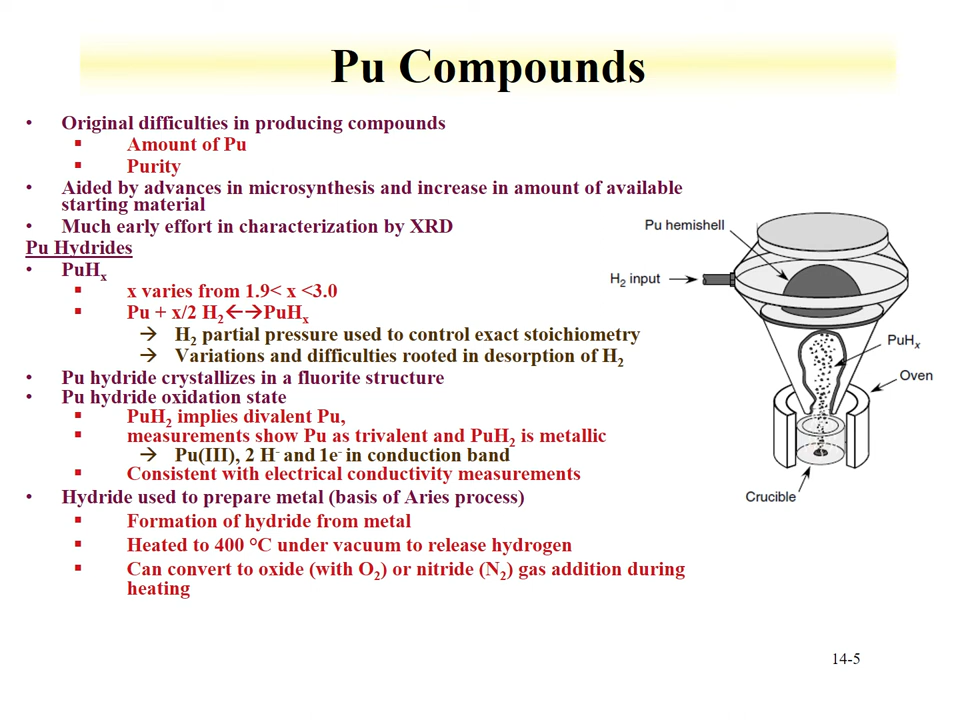 Pu Compounds
• Original difficulties in producing compounds
▪ Amount of Pu
▪ Purity
• Aided by advances in microsynthesis and increase in amount of available
starting material
• Much early effort in characterization by XRD
Pu Hydrides
• PuHx
▪ x varies from 1.9< x <3.0
▪ Pu + x/2 H2←→PuHx
→ H2 partial pressure used to control exact stoichiometry
→ Variations and difficulties rooted in desorption of H2
• Pu hydride crystallizes in a fluorite structure
• Pu hydride oxidation state
▪ PuH2 implies divalent Pu,
▪ measurements show Pu as trivalent and PuH2 is metallic
→ Pu(III), 2 H- and 1e- in conduction band
▪ Consistent with electrical conductivity measurements
• Hydride used to prepare metal (basis of Aries process)
▪ Formation of hydride from metal
▪ Heated to 400 °C under vacuum to release hydrogen
▪ Can convert to oxide (with O2) or nitride (N2) gas addition during
heating
Pu hemishell
H2 input
PuHx
Oven
Crucible
14-5